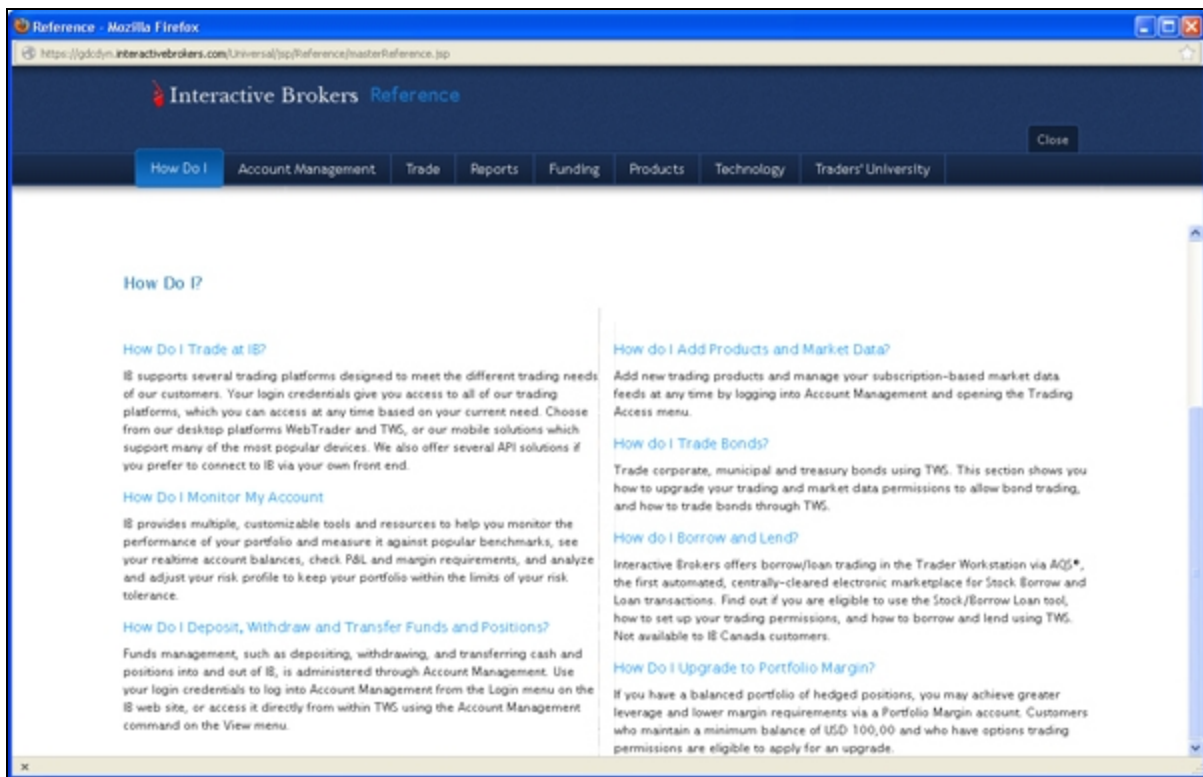 Reference - Mozilla Firefox
https://gdcdyn.interactivebrokers.com/Universal/jsp/Reference/masterReference.jsp
Interactive Brokers Reference
Close
How Do I Account Management Trade Reports Funding Products Technology Traders' University
How Do I?
How Do I Trade at IB?
IB supports several trading platforms designed to meet the different trading needs
of our customers. Your login credentials give you access to all of our trading
platforms, which you can access at any time based on your current need. Choose
from our desktop platforms WebTrader and TWS, or our mobile solutions which
support many of the most popular devices. We also offer several API solutions if
you prefer to connect to IB via your own front end.
How Do I Monitor My Account
IB provides multiple, customizable tools and resources to help you monitor the
performance of your portfolio and measure it against popular benchmarks, see
your realtime account balances, check P&L and margin requirements, and analyze
and adjust your risk profile to keep your portfolio within the limits of your risk
tolerance.
How Do I Deposit, Withdraw and Transfer Funds and Positions?
Funds management, such as depositing, withdrawing, and transferring cash and
positions into and out of IB, is administered through Account Management. Use
your login credentials to log into Account Management from the Login menu on the
IB web site, or access it directly from within TWS using the Account Management
command on the View menu.
How do I Add Products and Market Data?
Add new trading products and manage your subscription-based market data
feeds at any time by logging into Account Management and opening the Trading
Access menu.
How do I Trade Bonds?
Trade corporate, municipal and treasury bonds using TWS. This section shows you
how to upgrade your trading and market data permissions to allow bond trading,
and how to trade bonds through TWS.
How do I Borrow and Lend?
Interactive Brokers offers borrow/loan trading in the Trader Workstation via AQS®,
the first automated, centrally-cleared electronic marketplace for Stock Borrow and
Loan transactions. Find out if you are eligible to use the Stock/Borrow Loan tool,
how to set up your trading permissions, and how to borrow and lend using TWS.
Not available to IB Canada customers.
How Do I Upgrade to Portfolio Margin?
If you have a balanced portfolio of hedged positions, you may achieve greater
leverage and lower margin requirements via a Portfolio Margin account. Customers
who maintain a minimum balance of USD 100,00 and who have options trading
permissions are eligible to apply for an upgrade.